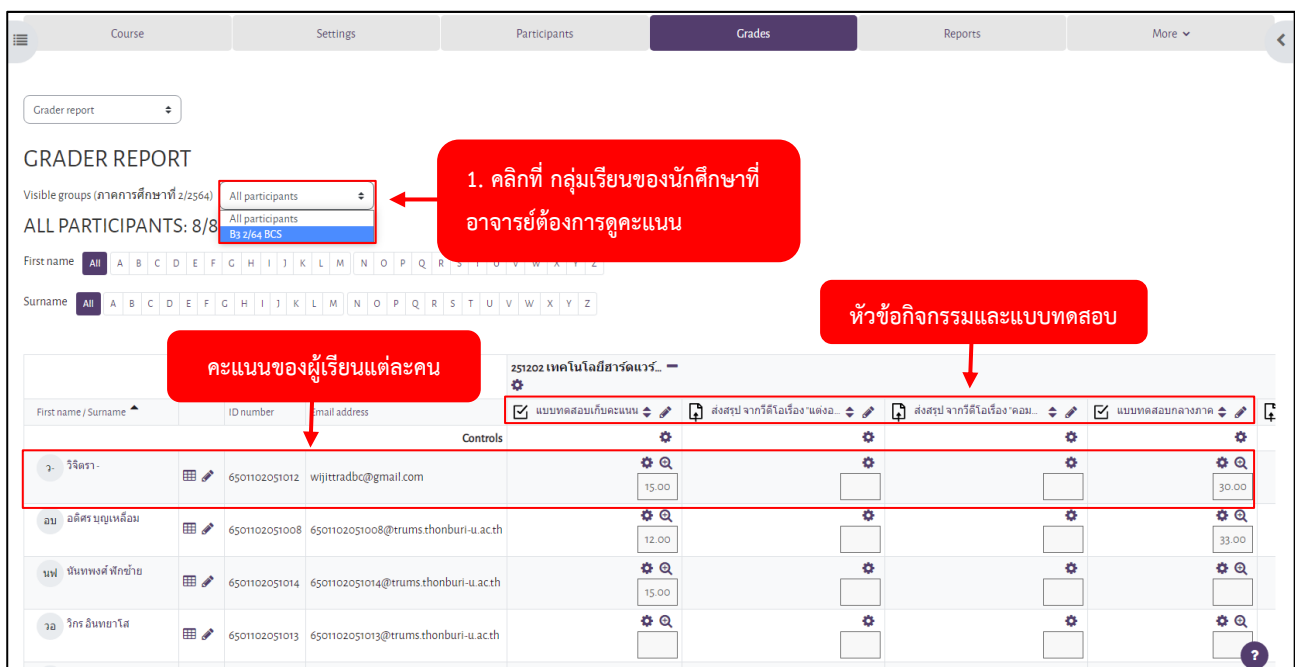 Course Settings Participants Grades Reports More
Grader report
GRADER REPORT
Visible groups (ภาคการศึกษาที่ 2/2564) All participants
All participants
B3 2/64 BCS
ALL PARTICIPANTS: 8/8
1. คลิกที่ กลุ่มเรียนของนักศึกษาที่
อาจารย์ต้องการดูคะแนน
First name All A B C D E F G H I J K L M N O P Q R S T U V W X Y Z
Surname All A B C D E F G H I J K L M N O P Q R S T U V W X Y Z
หัวข้อกิจกรรมและแบบทดสอบ
คะแนนของผู้เรียนแต่ละคน
251202 เทคโนโลยีฮาร์ดแวร์...
First name / Surname ID number Email address แบบทดสอบเก็บคะแนน ส่งสรุป จากวีดีโอเรื่อง "แต่งอ... ส่งสรุป จากวีดีโอเรื่อง "คอม... แบบทดสอบกลางภาค
Controls
ว- วิจิตรา - 6501102051012 wijittradbc@gmail.com 15.00 30.00
อบ อดิศร บุญเหลือม 6501102051008 6501102051008@trums.thonburi-u.ac.th 12.00 33.00
นฟ นันทพงศ์ ฟักช้าย 6501102051014 6501102051014@trums.thonburi-u.ac.th 15.00
วอ วิกร อินทยาโส 6501102051013 6501102051013@trums.thonburi-u.ac.th
?